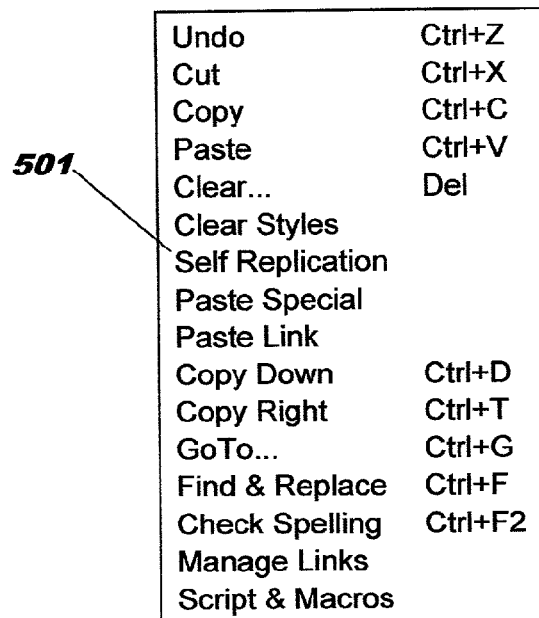 Undo Ctrl+Z
Cut Ctrl+X
Copy Ctrl+C
Paste Ctrl+V
501
Clear... Del
Clear Styles
Self Replication
Paste Special
Paste Link
Copy Down Ctrl+D
Copy Right Ctrl+T
GoTo... Ctrl+G
Find & Replace Ctrl+F
Check Spelling Ctrl+F2
Manage Links
Script & Macros